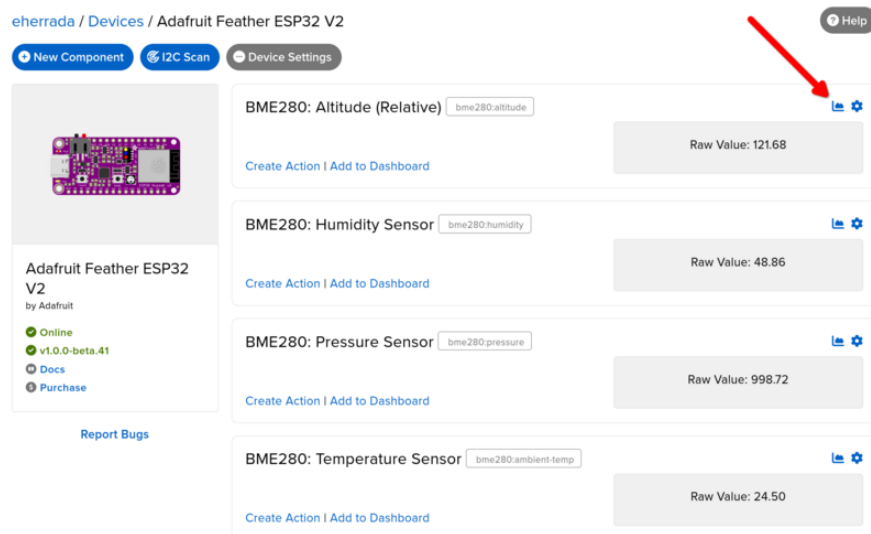 eherrada / Devices / Adafruit Feather ESP32 V2
Help
New Component
I2C Scan
Device Settings
BME280: Altitude (Relative) bme280:altitude
Raw Value: 121.68
Create Action | Add to Dashboard
BME280: Humidity Sensor bme280:humidity
Raw Value: 48.86
Create Action | Add to Dashboard
Adafruit Feather ESP32
V2
by Adafruit
Online
v1.0.0-beta.41
Docs
Purchase
Report Bugs
BME280: Pressure Sensor bme280:pressure
Raw Value: 998.72
Create Action | Add to Dashboard
BME280: Temperature Sensor bme280:ambient-temp
Raw Value: 24.50
Create Action | Add to Dashboard